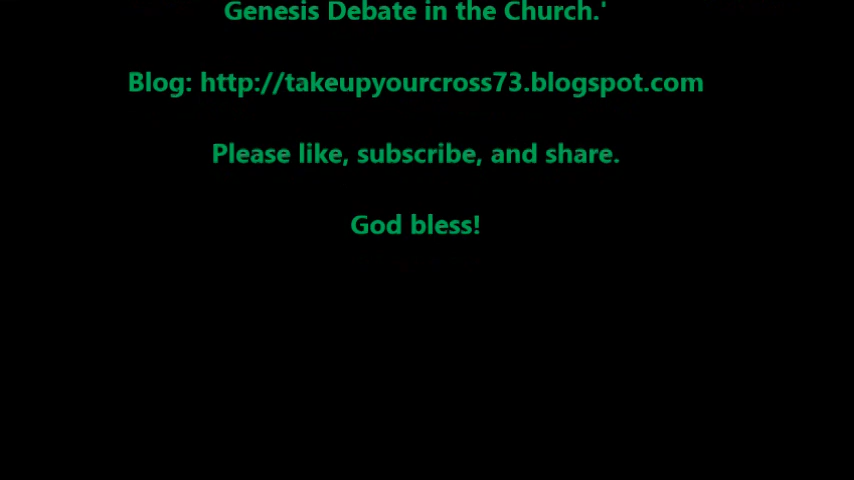 Genesis Debate in the Church.'
Blog: http://takeupyourcross73.blogspot.com
Please like, subscribe, and share.
God bless!